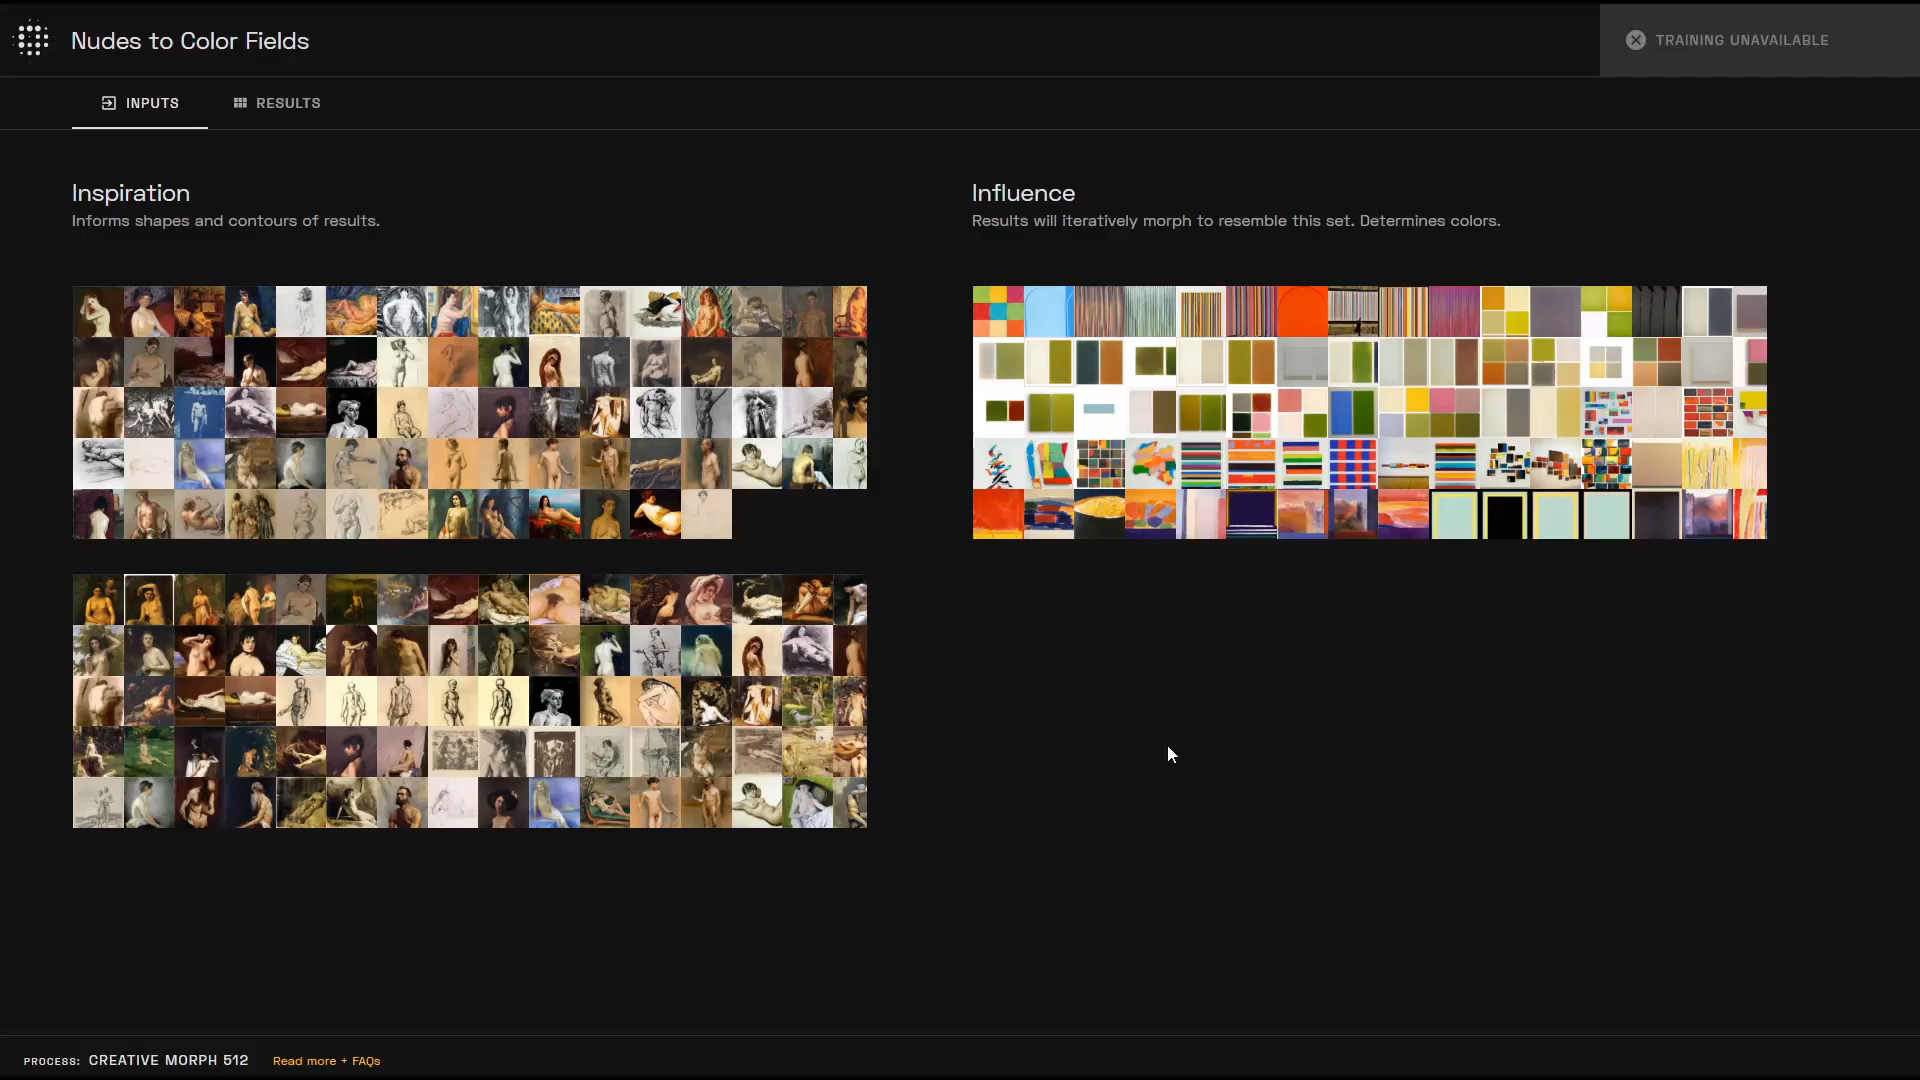 Nudes to Color Fields
TRAINING UNAVAILABLE
INPUTS
RESULTS
Inspiration
Informs shapes and contours of results.
Influence
Results will iteratively morph to resemble this set. Determines colors.
PROCESS: CREATIVE MORPH 512
Read more + FAQs